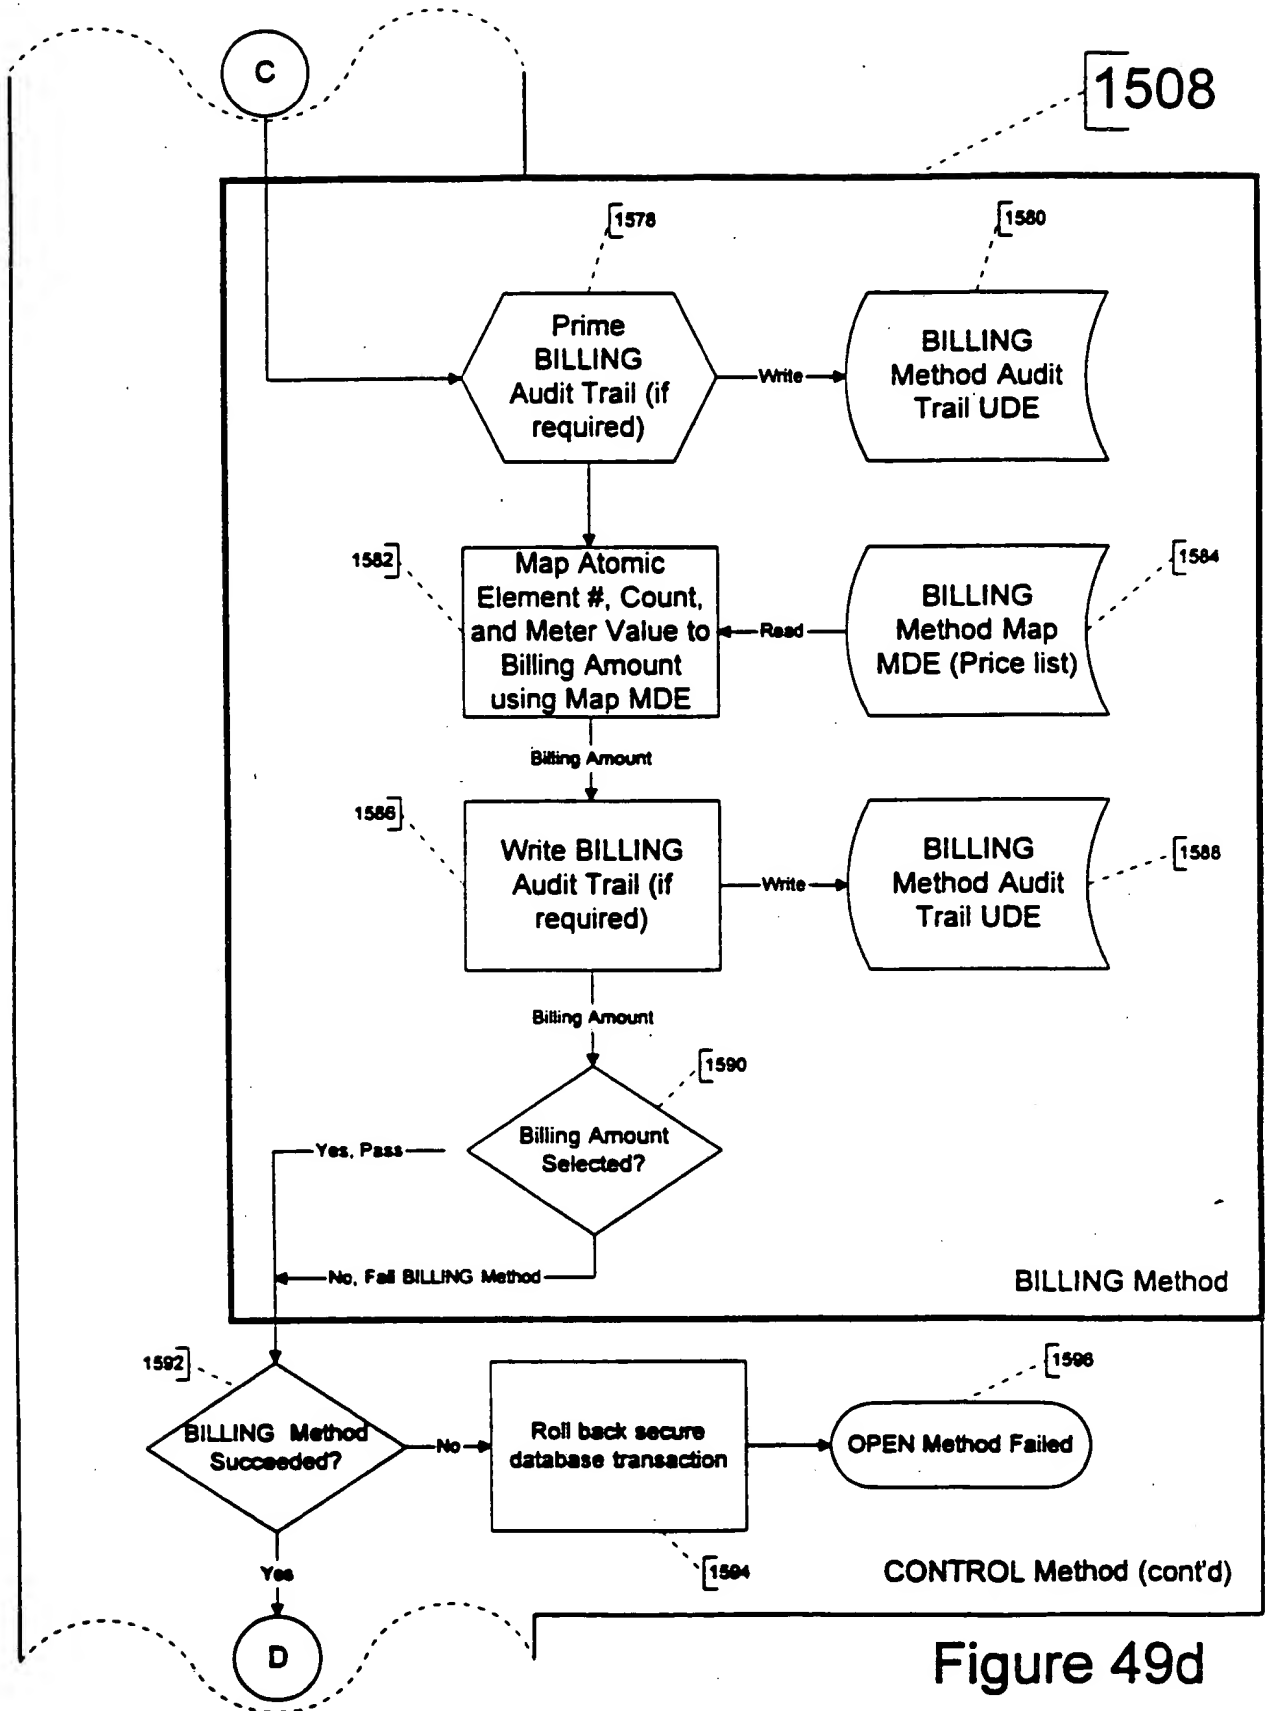 C
1508
1578
1580
Prime
BILLING
Audit Trail (if
required)
Write
BILLING
Method Audit
Trail UDE
1582
1584
Map Atomic
Element #, Count,
and Meter Value to
Billing Amount
using Map MDE
Read
BILLING
Method Map
MDE (Price list)
Billing Amount
1586
1588
Write BILLING
Audit Trail (if
required)
Write
BILLING
Method Audit
Trail UDE
Billing Amount
1590
Billing Amount
Selected?
Yes, Pass
No, Fail BILLING Method
BILLING Method
1592
1596
BILLING Method
Succeeded?
No
Roll back secure
database transaction
OPEN Method Failed
1594
Yes
CONTROL Method (cont'd)
D
Figure 49d